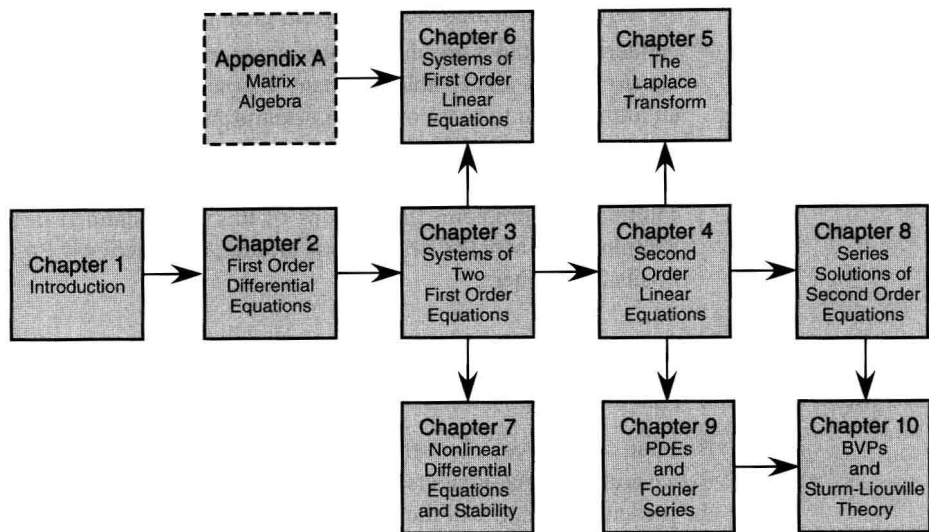 Appendix A
Matrix
Algebra
Chapter 6
Systems of
First Order
Linear
Equations
Chapter 5
The
Laplace
Transform
Chapter 1
Introduction
Chapter 2
First Order
Differential
Equations
Chapter 3
Systems of
Two
First Order
Equations
Chapter 4
Second
Order
Linear
Equations
Chapter 8
Series
Solutions of
Second Order
Equations
Chapter 7
Nonlinear
Differential
Equations
and Stability
Chapter 9
PDEs
and
Fourier
Series
Chapter 10
BVPs
and
Sturm-Liouville
Theory